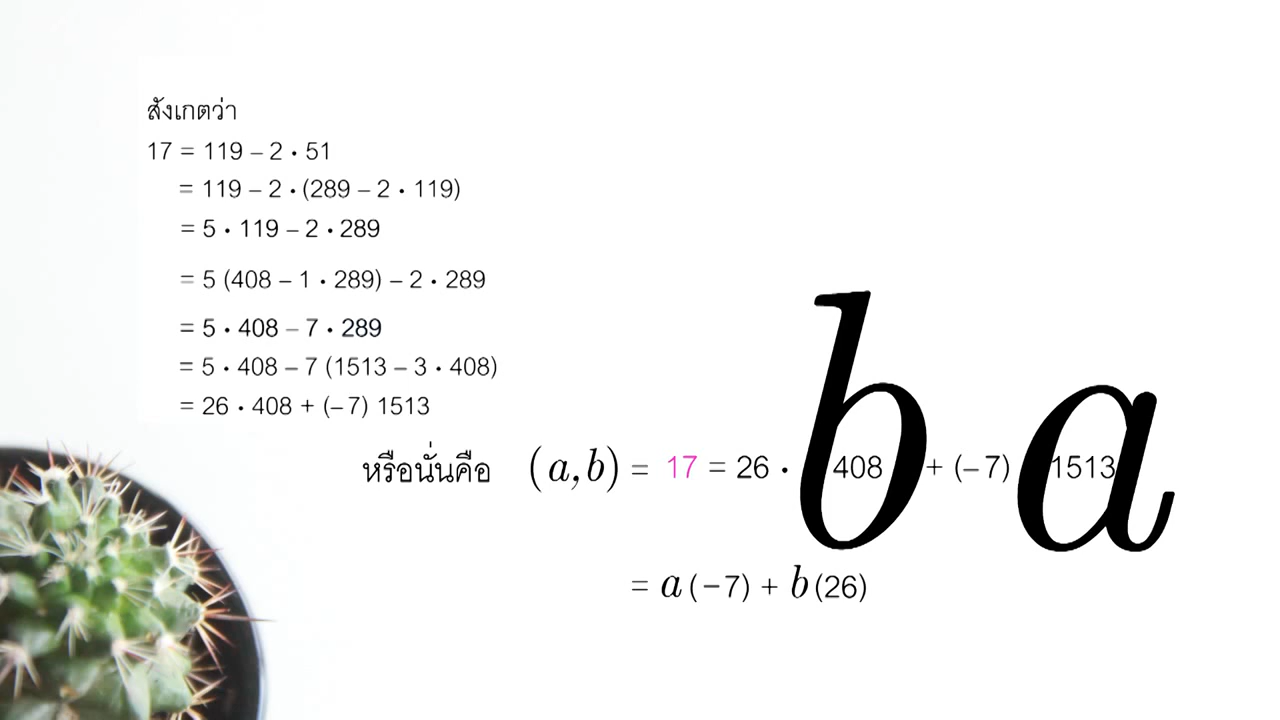 สังเกตว่า
17 = 119 – 2 • 51
= 119 – 2 • (289 – 2 • 119)
= 5 • 119 – 2 • 289
= 5 (408 – 1 • 289) – 2 • 289
= 5 • 408 – 7 • 289
= 5 • 408 – 7 (1513 – 3 • 408)
= 26 • 408 + (– 7) 1513
หรือนั่นคือ (a,b) = 17 = 26 • b 408 + (– 7) a 1513
= a (– 7) + b (26)